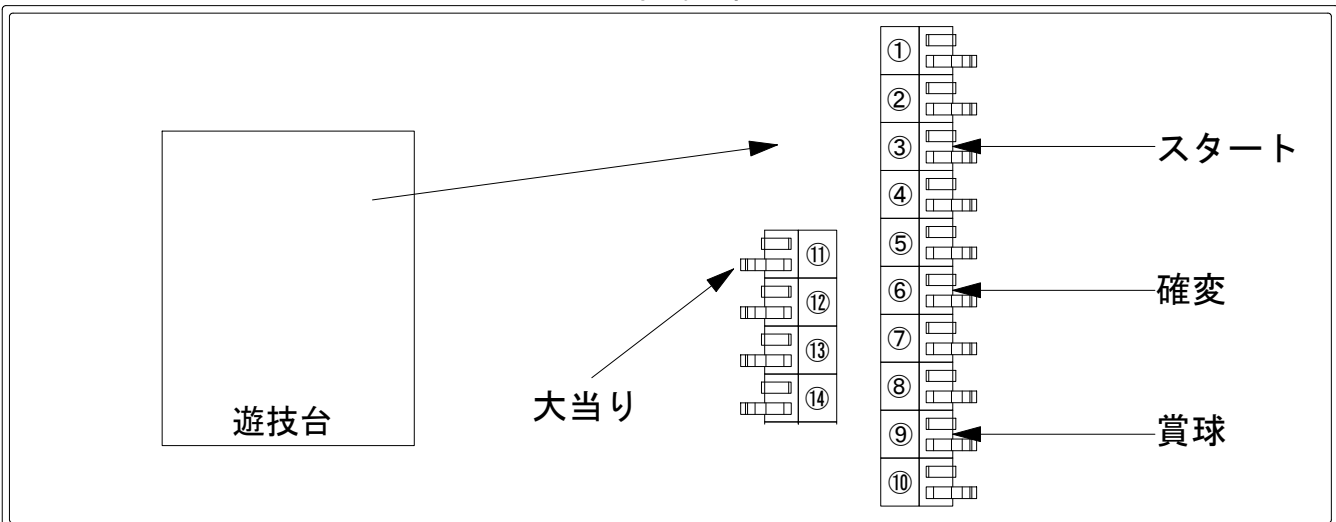 ①
②
③
④
⑤
⑥
⑦
⑧
⑨
⑩
スタート
確変
賞球
⑪
⑫
⑬
⑭
大当り
遊技台